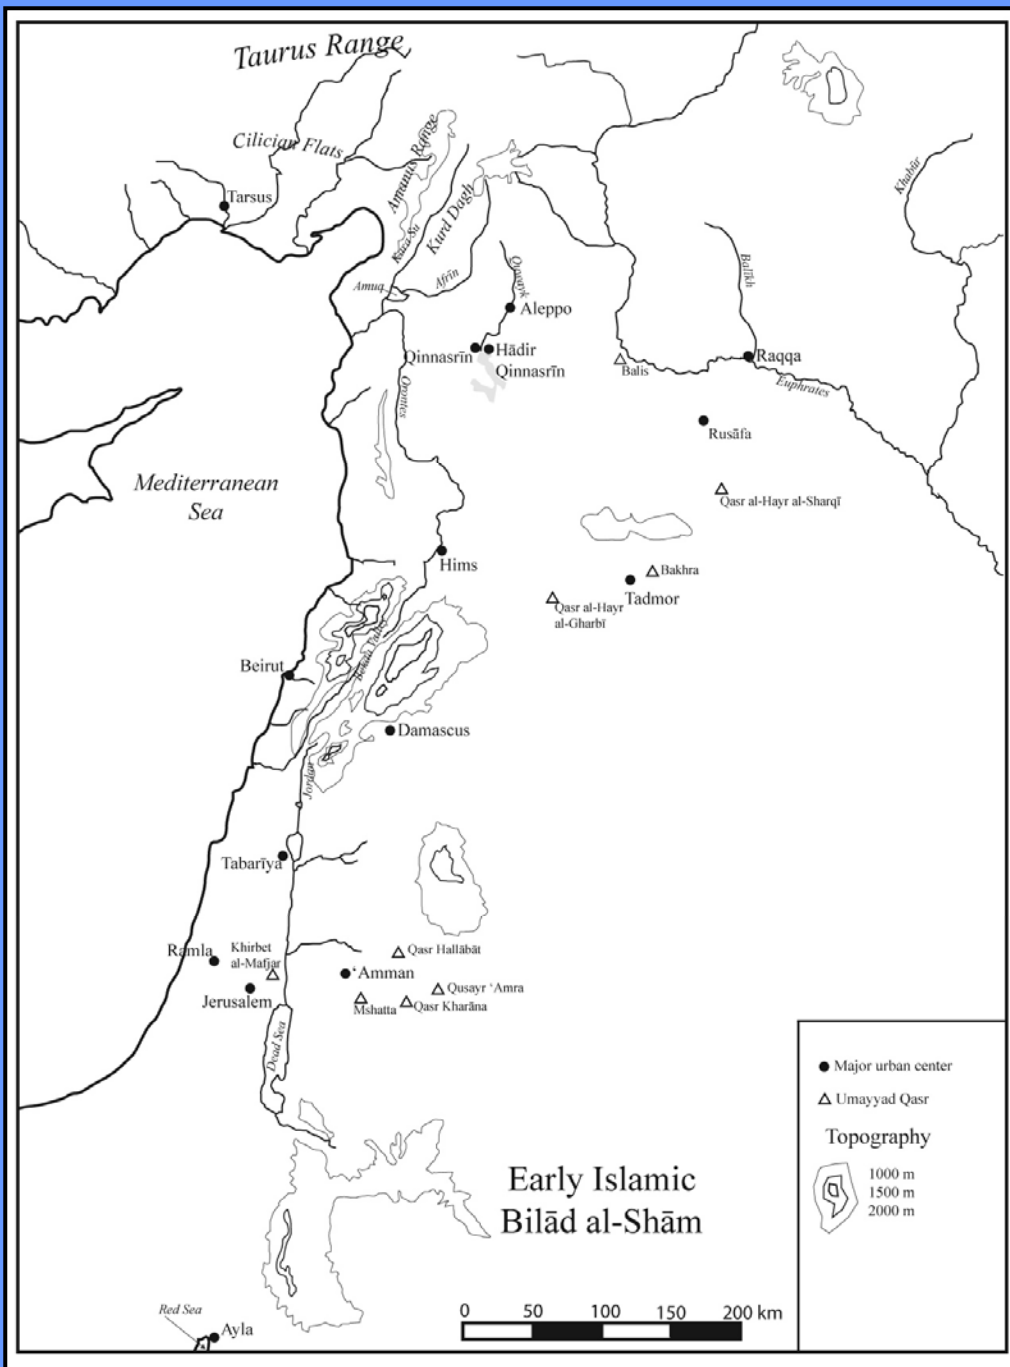 Taurus Range
Cilician Flats
Amanus Range
Khabūr
Tarsus
Kurd Dagh
Kara Su
Afrīn
Quwayk
Balīkh
Amuq
Aleppo
Qinnasrīn
Hādir
Qinnasrīn
Balis
Raqqa
Euphrates
Orontes
Rusāfa
Mediterranean
Sea
Qasr al-Hayr al-Sharqī
Hims
Bakhra
Tadmor
Qasr al-Hayr
al-Gharbī
Bekaa Valley
Beirut
Damascus
Jordan
Tabarīya
Ramla
Khirbet
al-Mafjar
Qasr Hallābāt
‘Amman
Jerusalem
Qusayr ‘Amra
Mshatta
Qasr Kharāna
Dead Sea
Major urban center
Umayyad Qasr
Topography
1000 m
1500 m
2000 m
Early Islamic
Bilād al-Shām
Red Sea
Ayla
0 50 100 150 200 km